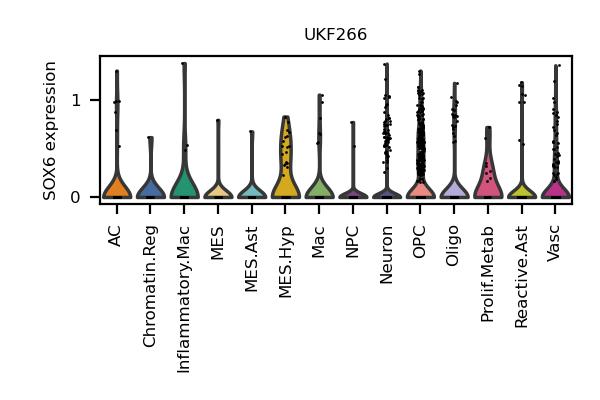 UKF266
SOX6 expression
1
0
AC
Chromatin.Reg
Inflammatory.Mac
MES
MES.Ast
MES.Hyp
Mac
NPC
Neuron
OPC
Oligo
Prolif.Metab
Reactive.Ast
Vasc